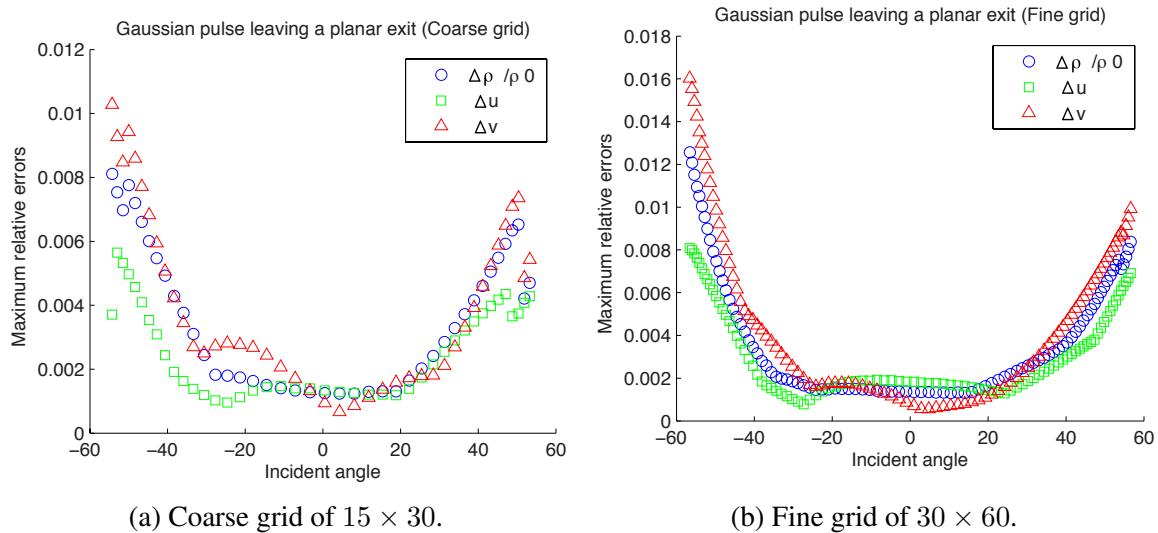 Gaussian pulse leaving a planar exit (Coarse grid)
0.012
0.01
0.008
0.006
0.004
0.002
0
−60
−40
−20
0
20
40
60
Maximum relative errors
Incident angle
Δρ /ρ 0
Δu
Δv
(a) Coarse grid of 15 × 30.
Gaussian pulse leaving a planar exit (Fine grid)
0.018
0.016
0.014
0.012
0.01
0.008
0.006
0.004
0.002
0
−60
−40
−20
0
20
40
60
Maximum relative errors
Incident angle
Δρ /ρ 0
Δu
Δv
(b) Fine grid of 30 × 60.